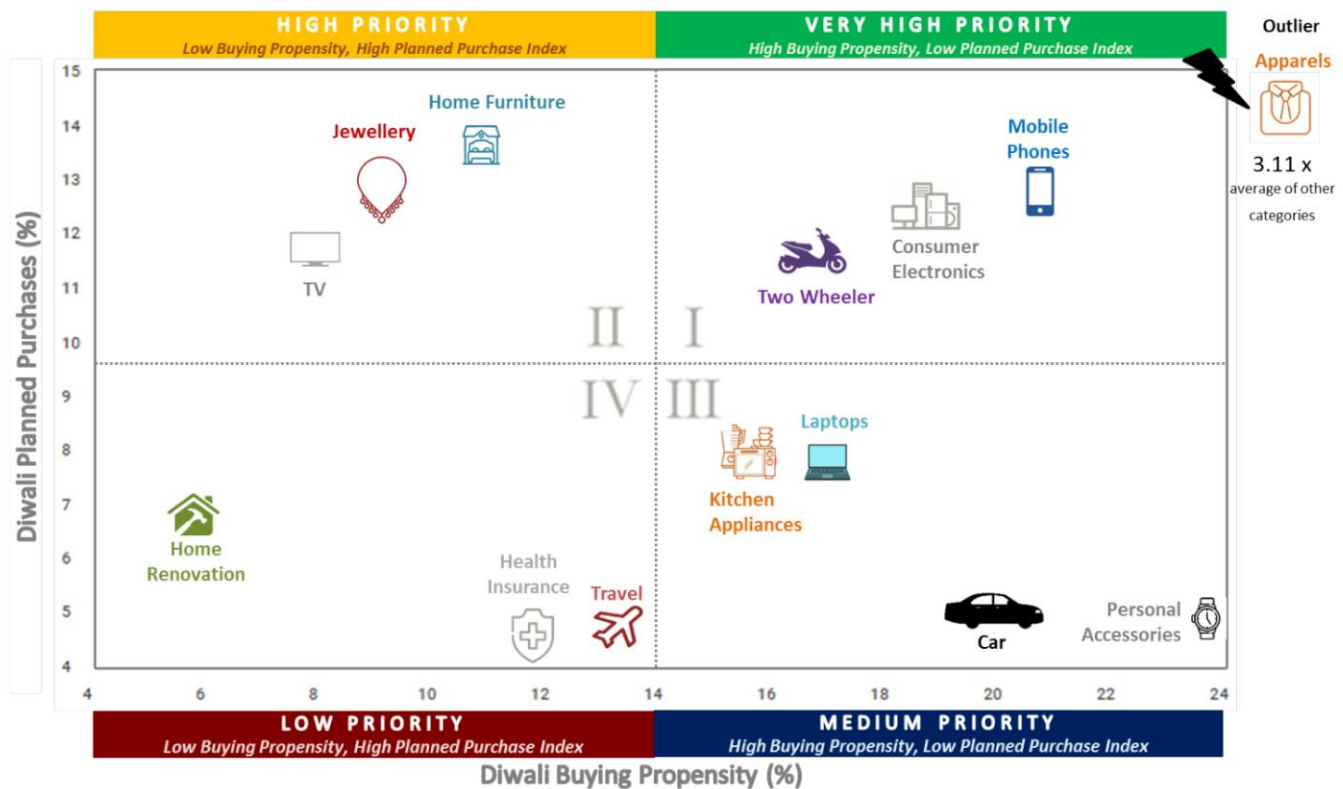 HIGH PRIORITY
Low Buying Propensity, High Planned Purchase Index
VERY HIGH PRIORITY
High Buying Propensity, Low Planned Purchase Index
Outlier
Apparels
3.11 x
average of other
categories
Diwali Planned Purchases (%)
15
14
13
12
11
10
9
8
7
6
5
4
Jewellery
Home Furniture
TV
II
Mobile
Phones
Consumer
Electronics
Two Wheeler
I
IV
III
Home
Renovation
Health
Insurance
Travel
Laptops
Kitchen
Appliances
Car
Personal
Accessories
4
6
8
10
12
14
16
18
20
22
24
LOW PRIORITY
Low Buying Propensity, High Planned Purchase Index
MEDIUM PRIORITY
High Buying Propensity, Low Planned Purchase Index
Diwali Buying Propensity (%)